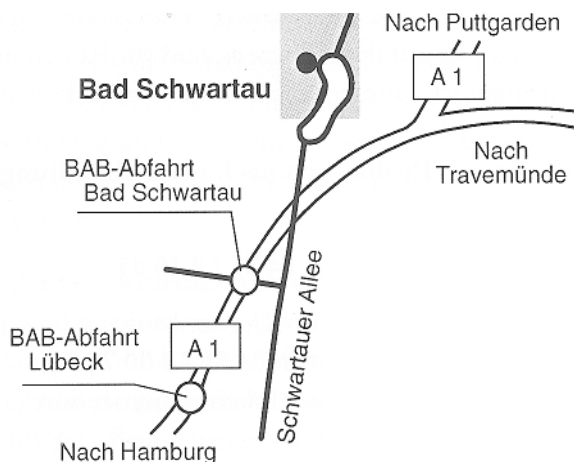 Nach Puttgarden
A 1
Bad Schwartau
Nach
Travemünde
BAB-Abfahrt
Bad Schwartau
Schwartauer Allee
BAB-Abfahrt
Lübeck
A 1
Nach Hamburg